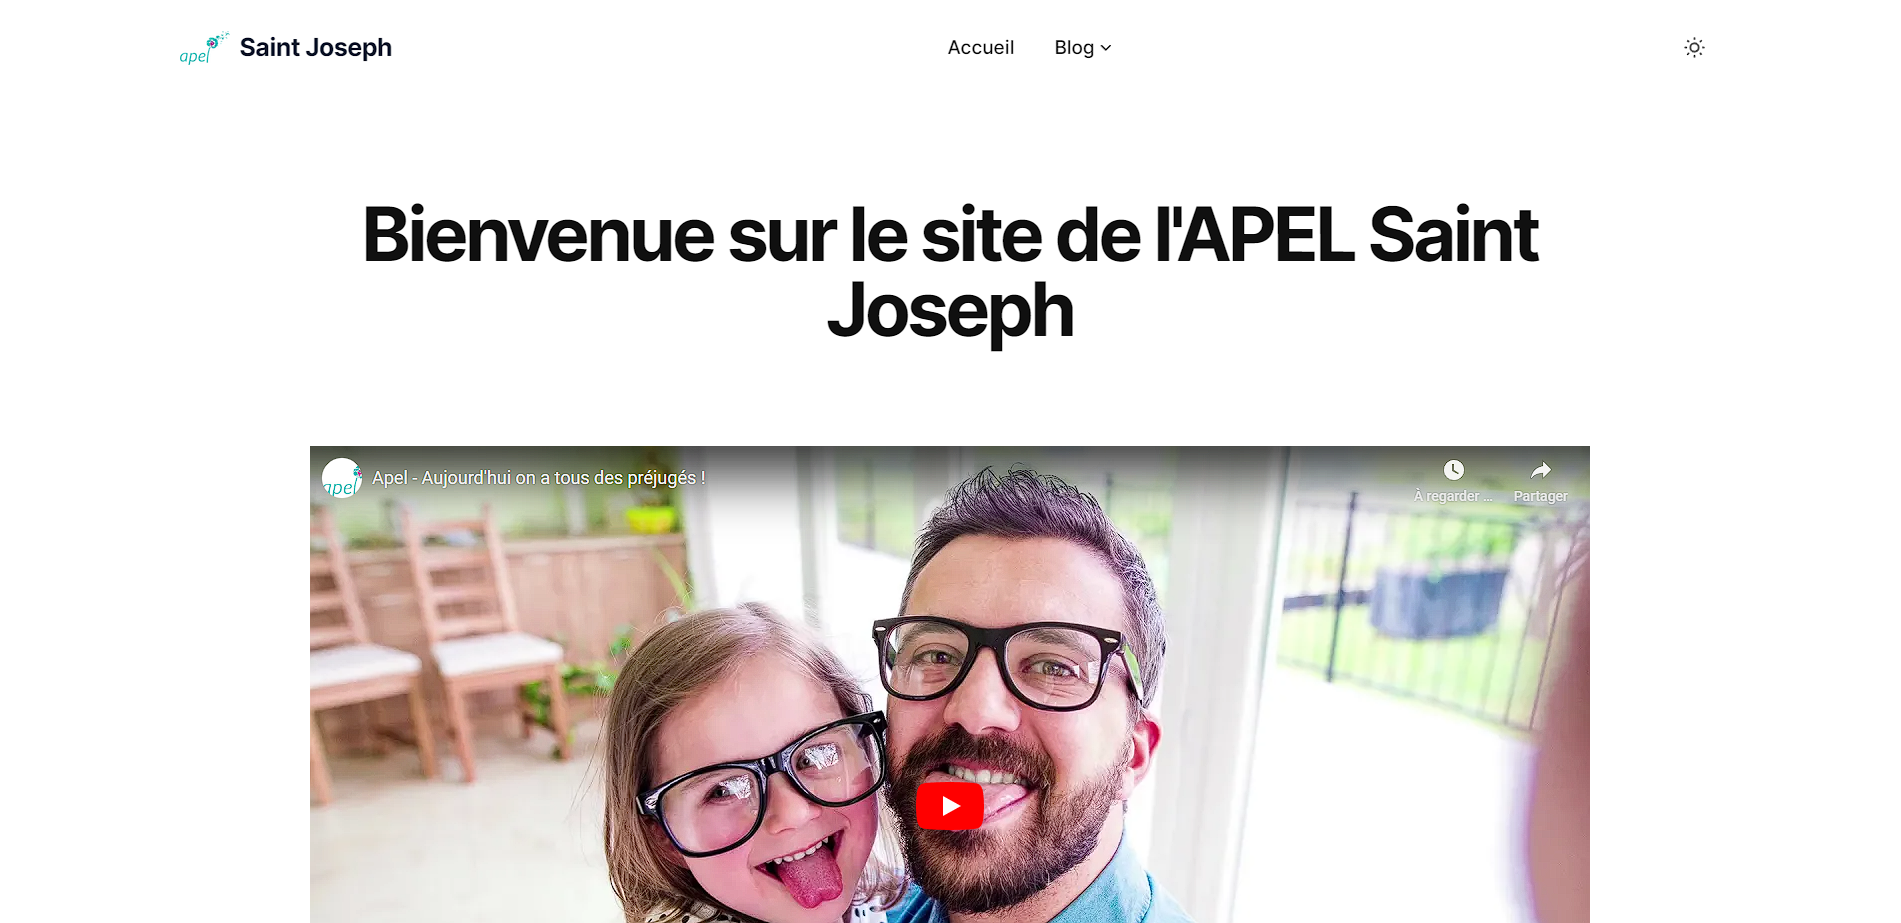 apel Saint Joseph
Accueil
Blog
Bienvenue sur le site de l'APEL Saint
Joseph
apel
Apel - Aujourd'hui on a tous des préjugés !
À regarder ...
Partager